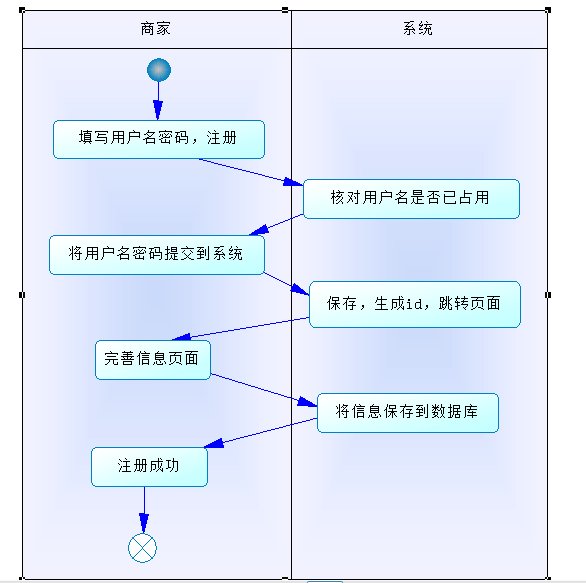 商家
系统
填写用户名密码，注册
核对用户名是否已占用
将用户名密码提交到系统
保存，生成id，跳转页面
完善信息页面
将信息保存到数据库
注册成功